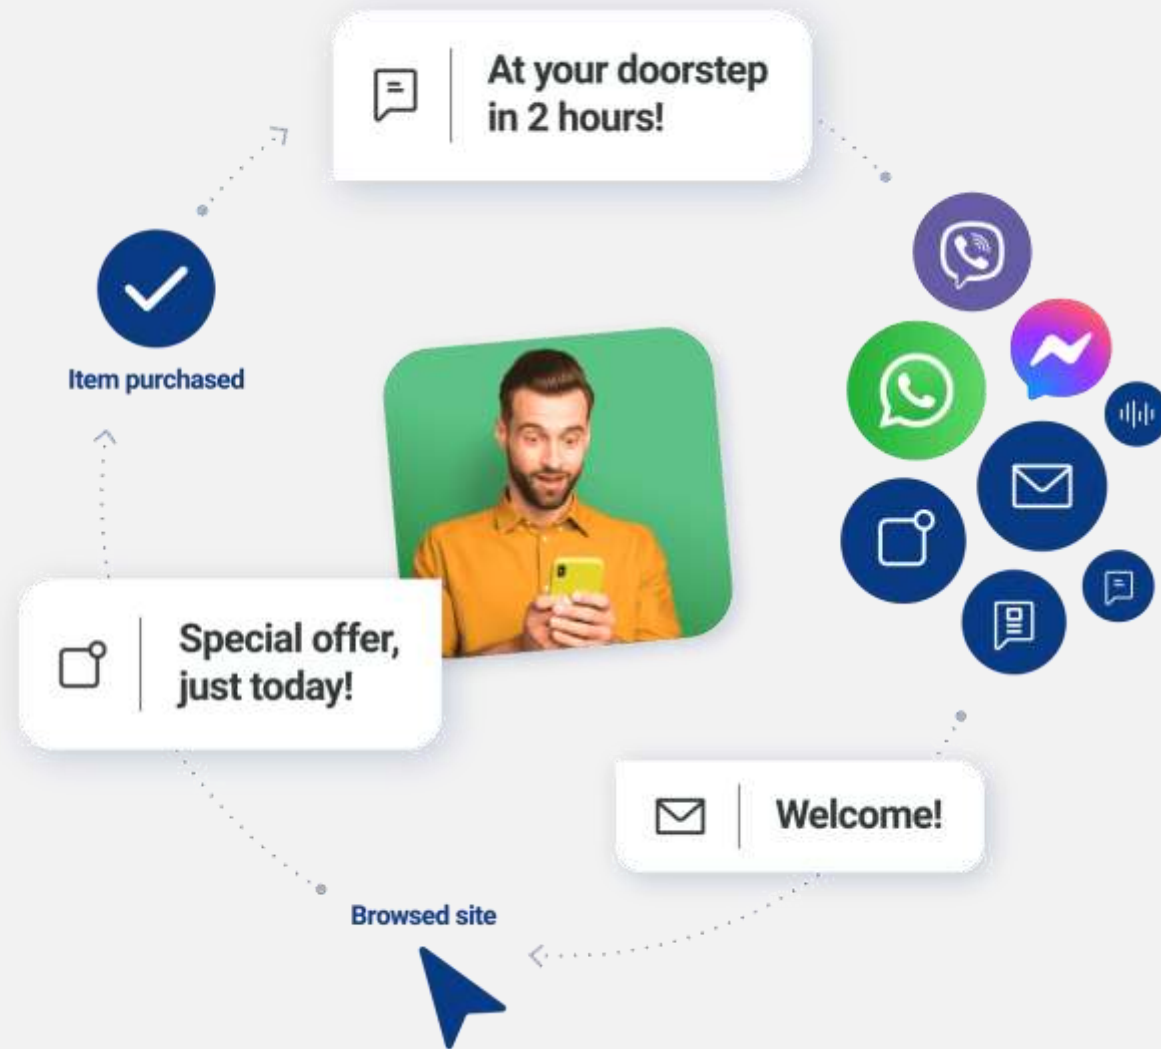 At your doorstep
in 2 hours!
Item purchased
Special offer,
just today!
Welcome!
Browsed site